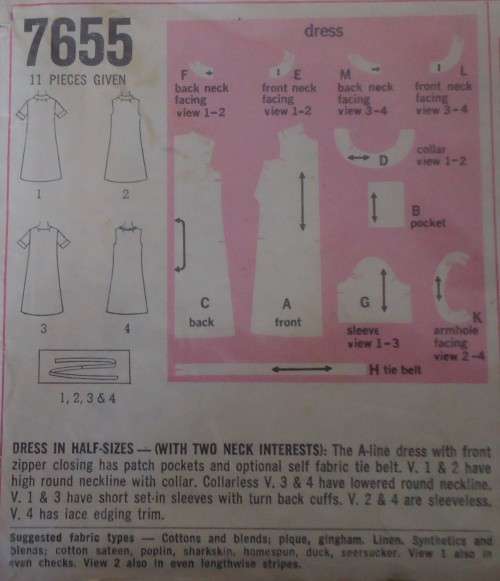 7655
11 PIECES GIVEN
1
2
3
4
1, 2, 3 & 4
dress
F
back neck
facing
view 1-2
E
front neck
facing
view 1-2
M
back neck
facing
view 3-4
L
front neck
facing
view 3-4
D
collar
view 1-2
B
pocket
C
back
A
front
G
sleeve
view 1-3
K
armhole
facing
view 2-4
H tie belt
DRESS IN HALF-SIZES — (WITH TWO NECK INTERESTS): The A-line dress with front
zipper closing has patch pockets and optional self fabric tie belt. V. 1 & 2 have
high round neckline with collar. Collarless V. 3 & 4 have lowered round neckline.
V. 1 & 3 have short set-in sleeves with turn back cuffs. V. 2 & 4 are sleeveless.
V. 4 has lace edging trim.
Suggested fabric types — Cottons and blends; pique, gingham. Linen. Synthetics and
blends; cotton sateen, poplin, sharkskin, homespun, duck, seersucker. View 1 also in
even checks. View 2 also in even lengthwise stripes.